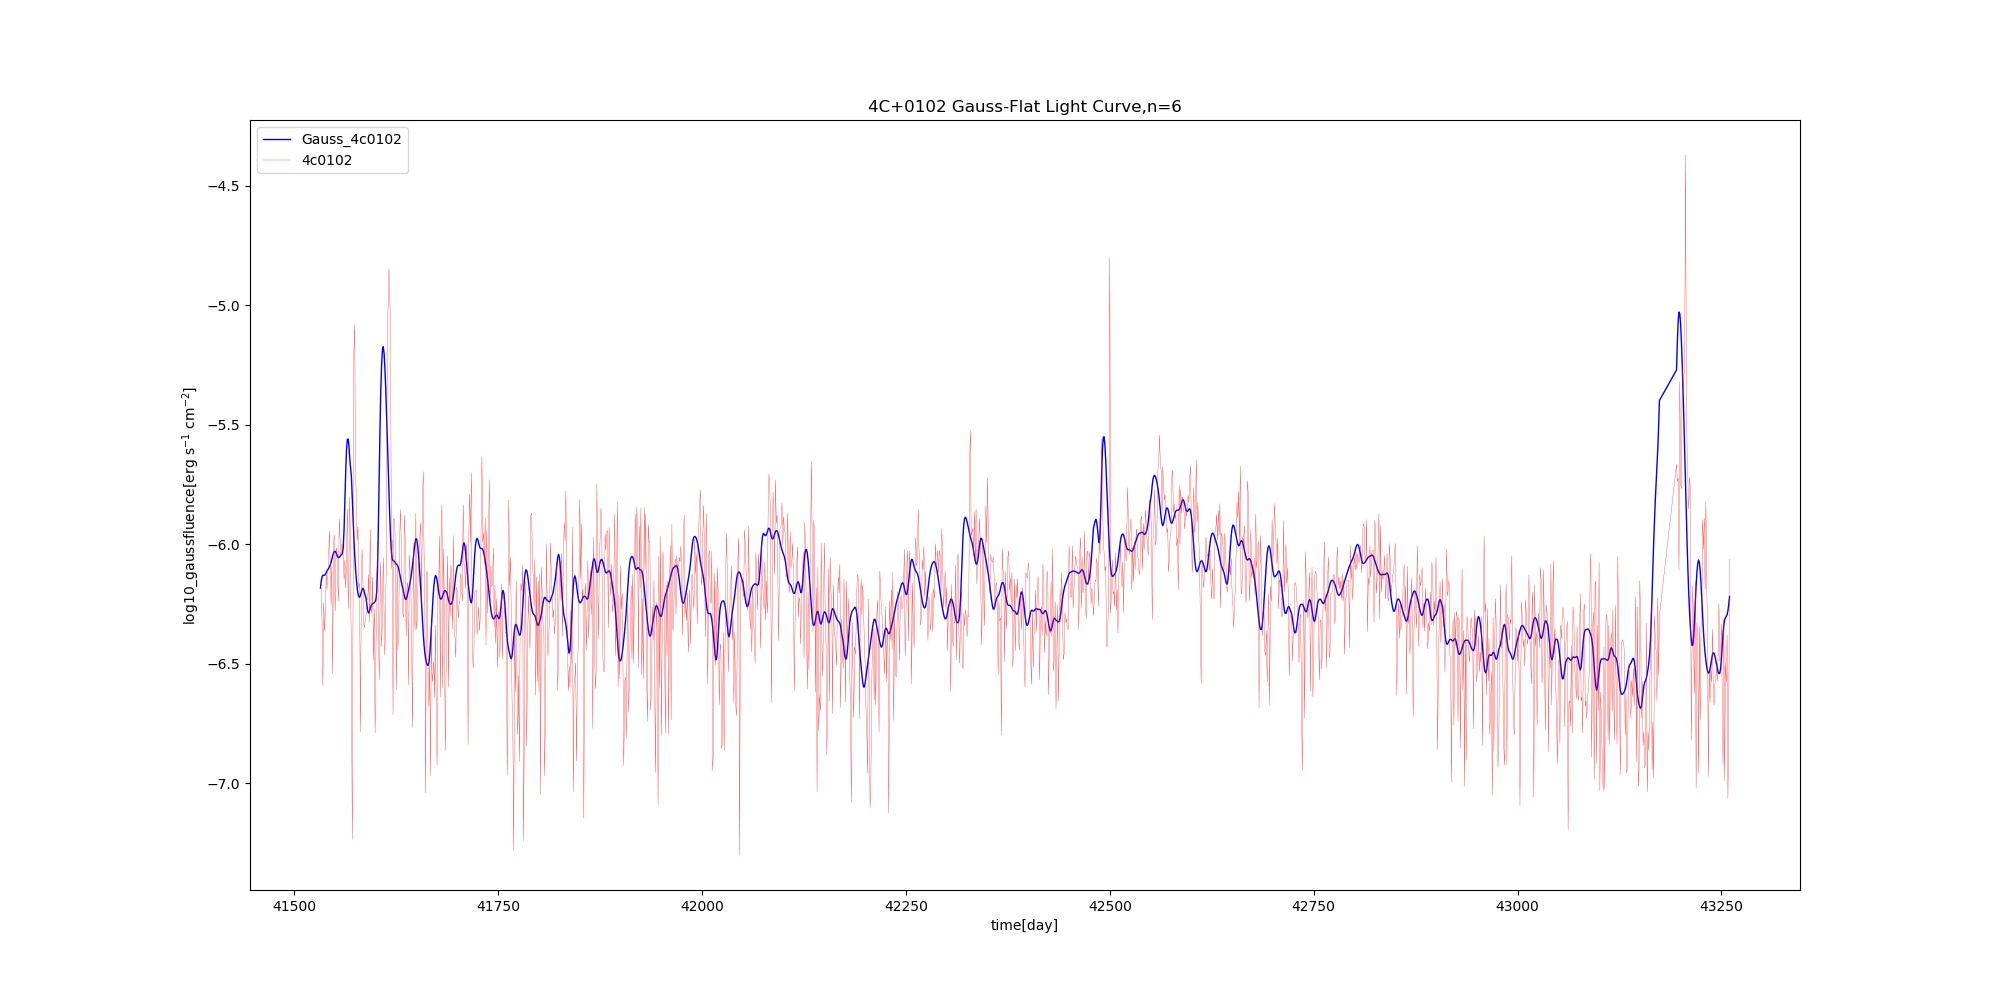 4C+0102 Gauss-Flat Light Curve,n=6
Gauss_4c0102
4c0102
−4.5
−5.0
−5.5
−6.0
−6.5
−7.0
log10_gaussfluence[erg s⁻¹ cm⁻²]
41500 41750 42000 42250 42500 42750 43000 43250
time[day]